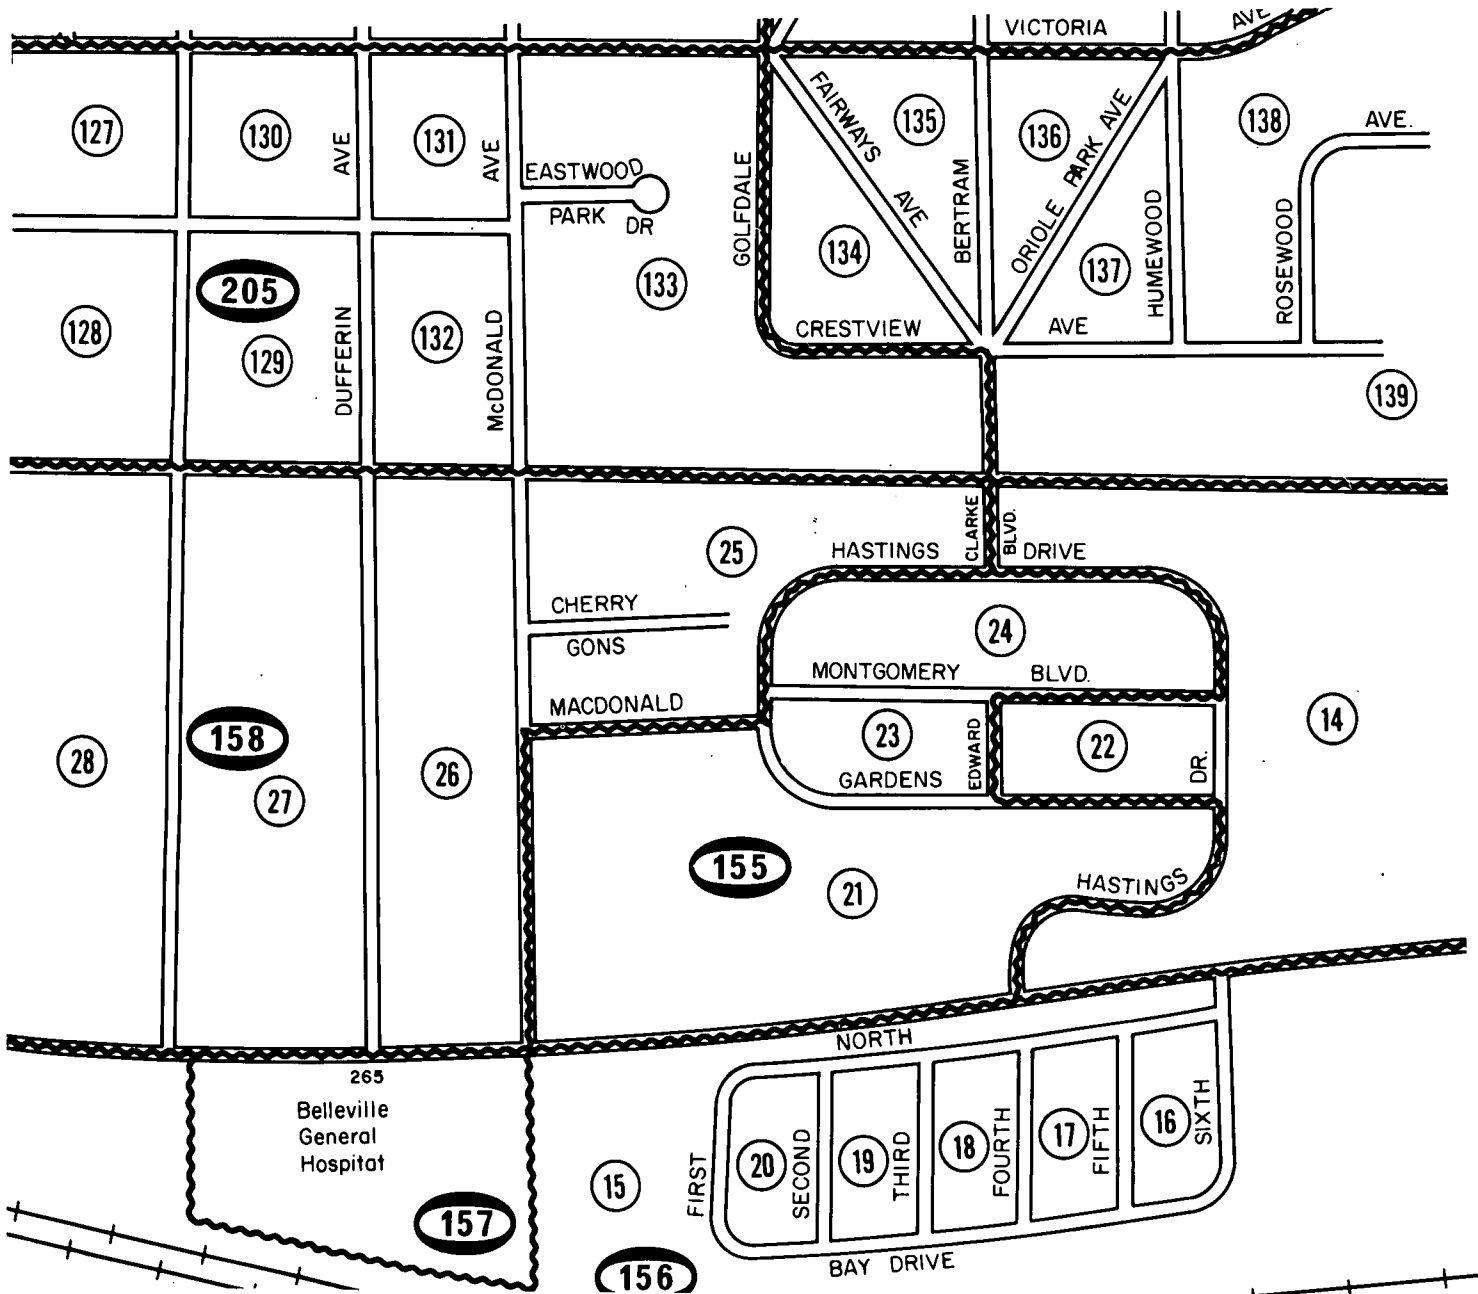 VICTORIA
AVE
127
130
AVE
131
AVE
EASTWOOD
PARK DR
GOLFDALE
FAIRWAYS AVE
135
BERTRAM
136
ORIOLE PARK AVE
138
AVE.
134
133
137
HUMEWOOD
ROSEWOOD
205
128
129
DUFFERIN
132
McDONALD
CRESTVIEW AVE
139
CLARKE BLVD.
25
HASTINGS DRIVE
CHERRY
GONS
24
MONTGOMERY BLVD.
MACDONALD
28
158
27
26
23
GARDENS
EDWARD
22
DR.
14
155
21
HASTINGS
NORTH
265
Belleville
General
Hospital
157
15
156
FIRST
20
SECOND
19
THIRD
18
FOURTH
17
FIFTH
16
SIXTH
BAY DRIVE